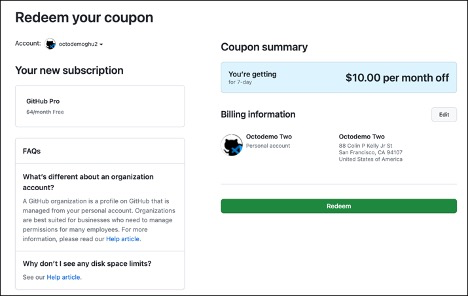 Redeem your coupon
Account: octodemoghu2
Your new subscription
GitHub Pro
$4/month Free
FAQs
What's different about an organization
account?
A GitHub organization is a profile on GitHub that is
managed from your personal account. Organizations
are best suited for businesses who need to manage
permissions for many employees. For more
information, please read our Help article.
Why don't I see any disk space limits?
See our Help article.
Coupon summary
You're getting
for 7-day
$10.00 per month off
Billing information
Edit
Octodemo Two
Personal account
Octodemo Two
88 Colin P Kelly Jr St
San Francisco, CA 94107
United States of America
Redeem